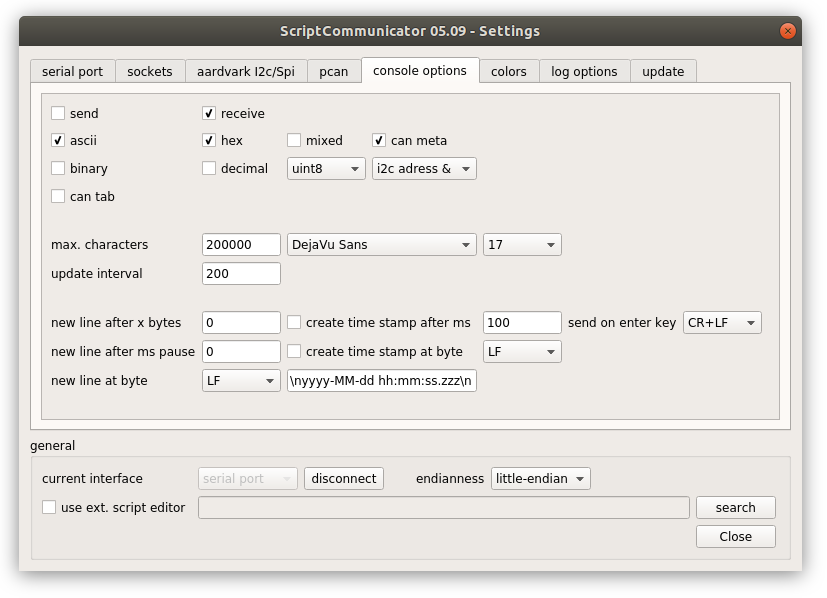 ScriptCommunicator 05.09 - Settings
serial port sockets aardvark I2c/Spi pcan console options colors log options update
send receive
ascii hex mixed can meta
binary decimal uint8 i2c adress &
can tab
max. characters 200000 DejaVu Sans 17
update interval 200
new line after x bytes 0 create time stamp after ms 100 send on enter key CR+LF
new line after ms pause 0 create time stamp at byte LF
new line at byte LF \nyyyy-MM-dd hh:mm:ss.zzz\n
general
current interface serial port disconnect endianness little-endian
use ext. script editor search
Close